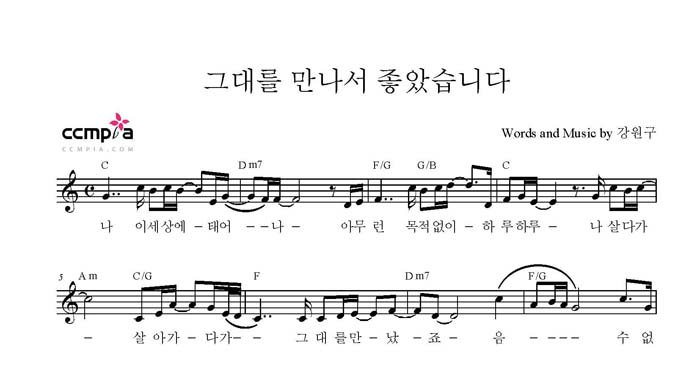 그대를 만나서 좋았습니다
ccmpia
CCMPIA.COM
Words and Music by 강원구
C Dm7 F/G G/B C
나 이세상에 - 태어 - - 나 - 아무 런 목적없이 - 하 루하루 - 나 살다가
5 Am C/G F Dm7 F/G
- 살 아가 - 다가 - - 그 대 를만 - 났 - 죠 - 음 - - - - 수 없